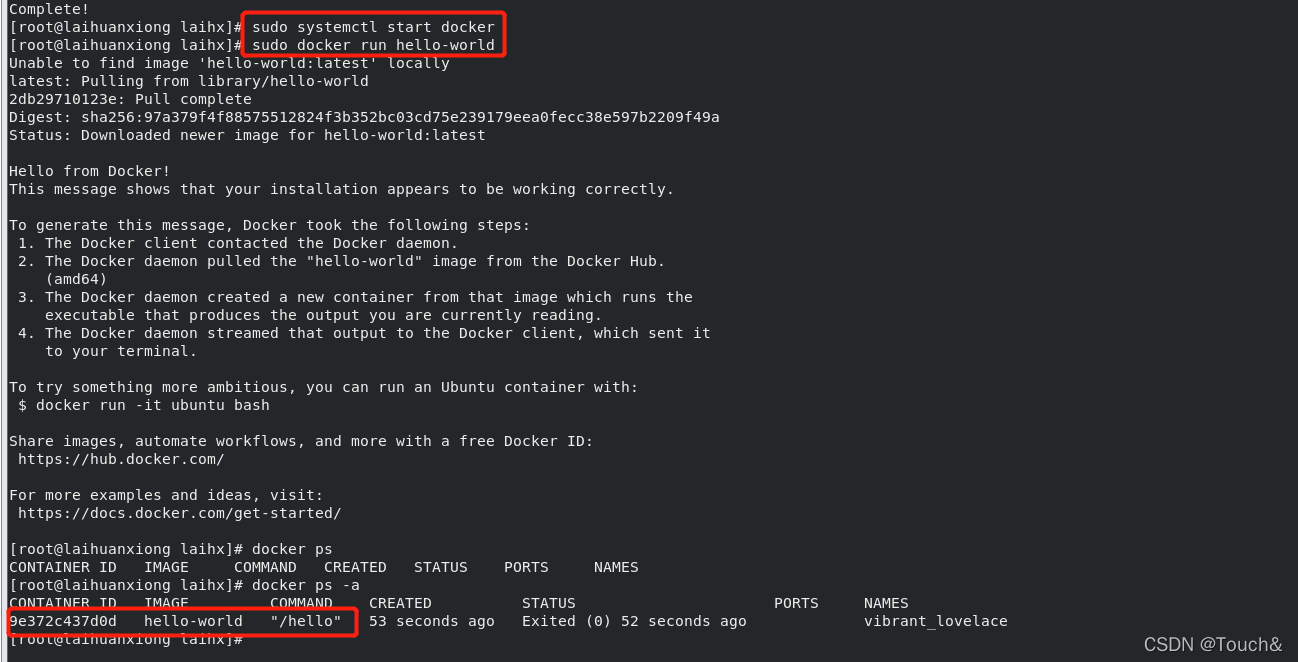 Complete!
[root@laihuanxiong laihx]# sudo systemctl start docker
[root@laihuanxiong laihx]# sudo docker run hello-world
Unable to find image 'hello-world:latest' locally
latest: Pulling from library/hello-world
2db29710123e: Pull complete
Digest: sha256:97a379f4f88575512824f3b352bc03cd75e239179eea0fecc38e597b2209f49a
Status: Downloaded newer image for hello-world:latest

Hello from Docker!
This message shows that your installation appears to be working correctly.

To generate this message, Docker took the following steps:
 1. The Docker client contacted the Docker daemon.
 2. The Docker daemon pulled the "hello-world" image from the Docker Hub.
    (amd64)
 3. The Docker daemon created a new container from that image which runs the
    executable that produces the output you are currently reading.
 4. The Docker daemon streamed that output to the Docker client, which sent it
    to your terminal.

To try something more ambitious, you can run an Ubuntu container with:
 $ docker run -it ubuntu bash

Share images, automate workflows, and more with a free Docker ID:
 https://hub.docker.com/

For more examples and ideas, visit:
 https://docs.docker.com/get-started/

[root@laihuanxiong laihx]# docker ps
CONTAINER ID   IMAGE     COMMAND   CREATED   STATUS    PORTS     NAMES
[root@laihuanxiong laihx]# docker ps -a
CONTAINER ID   IMAGE         COMMAND    CREATED          STATUS                      PORTS     NAMES
9e372c437d0d   hello-world   "/hello"   53 seconds ago   Exited (0) 52 seconds ago             vibrant_lovelace
[root@laihuanxiong laihx]#
CSDN @Touch&